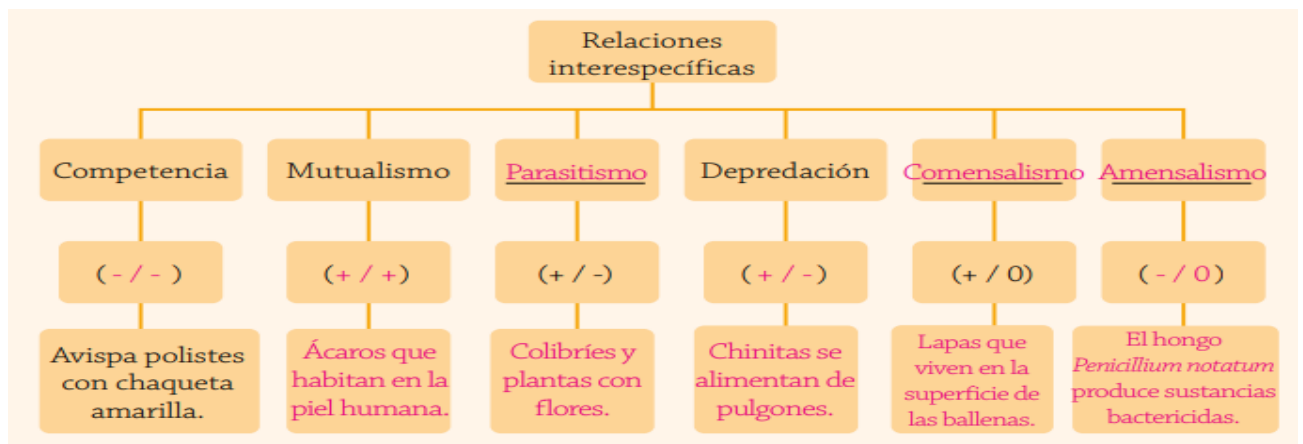 Relaciones
interespecíficas
Competencia
Mutualismo
Parasitismo
Depredación
Comensalismo
Amensalismo
( - / - )
(+ / +)
(+ / -)
( + / - )
(+ / 0)
( - / 0 )
Avispa polistes
con chaqueta
amarilla.
Ácaros que
habitan en la
piel humana.
Colibríes y
plantas con
flores.
Chinitas se
alimentan de
pulgones.
Lapas que
viven en la
superficie de
las ballenas.
El hongo
Penicillium notatum
produce sustancias
bactericidas.